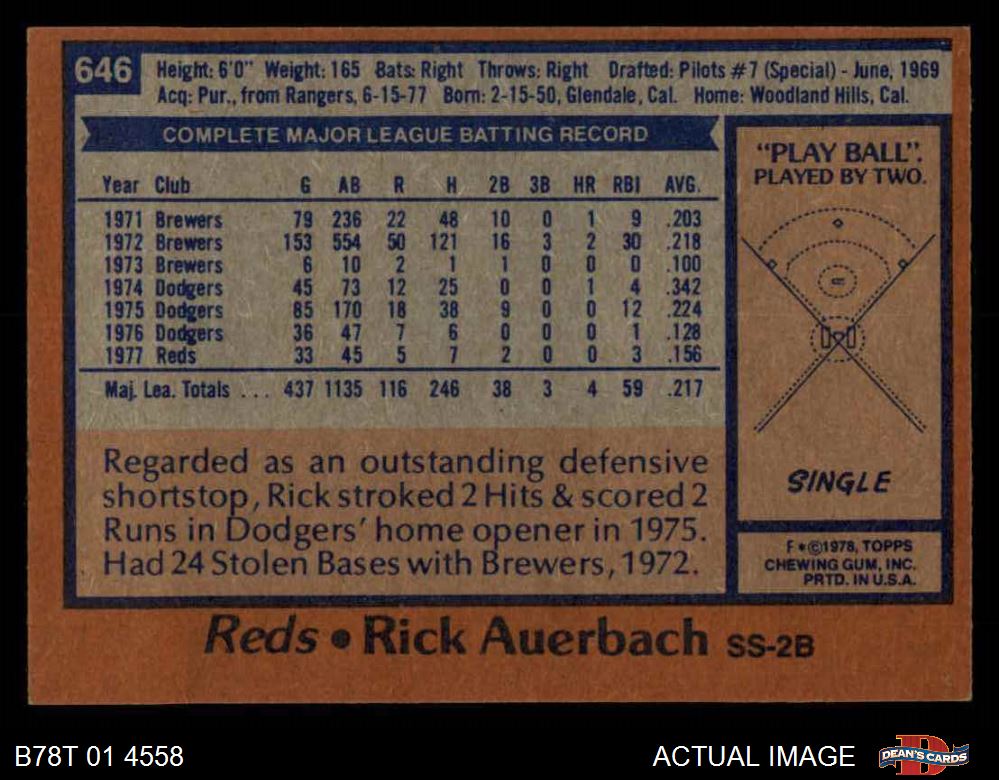 646
Height: 6'0" Weight: 165 Bats: Right Throws: Right Drafted: Pilots #7 (Special) - June, 1969
Acq: Pur., from Rangers, 6-15-77 Born: 2-15-50, Glendale, Cal. Home: Woodland Hills, Cal.
COMPLETE MAJOR LEAGUE BATTING RECORD
Year Club G AB R H 2B 3B HR RBI AVG.
1971 Brewers 79 236 22 48 10 0 1 9 .203
1972 Brewers 153 554 50 121 16 3 2 30 .218
1973 Brewers 6 10 2 1 1 0 0 0 .100
1974 Dodgers 45 73 12 25 0 0 1 4 .342
1975 Dodgers 85 170 18 38 9 0 0 12 .224
1976 Dodgers 36 47 7 6 0 0 0 1 .128
1977 Reds 33 45 5 7 2 0 0 3 .156
Maj. Lea. Totals ... 437 1135 116 246 38 3 4 59 .217
Regarded as an outstanding defensive
shortstop, Rick stroked 2 Hits & scored 2
Runs in Dodgers' home opener in 1975.
Had 24 Stolen Bases with Brewers, 1972.
"PLAY BALL".
PLAYED BY TWO.
SINGLE
F*©1978, TOPPS
CHEWING GUM, INC.
PRTD. IN U.S.A.
Reds • Rick Auerbach SS-2B
B78T 01 4558
ACTUAL IMAGE
DEAN'S CARDS